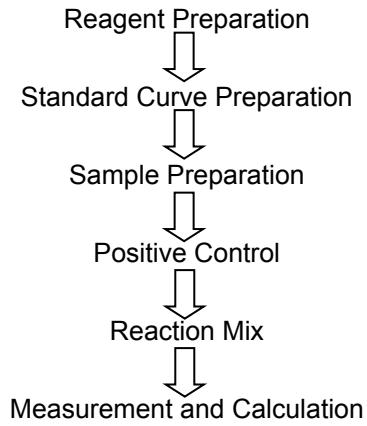 Reagent Preparation
Standard Curve Preparation
Sample Preparation
Positive Control
Reaction Mix
Measurement and Calculation